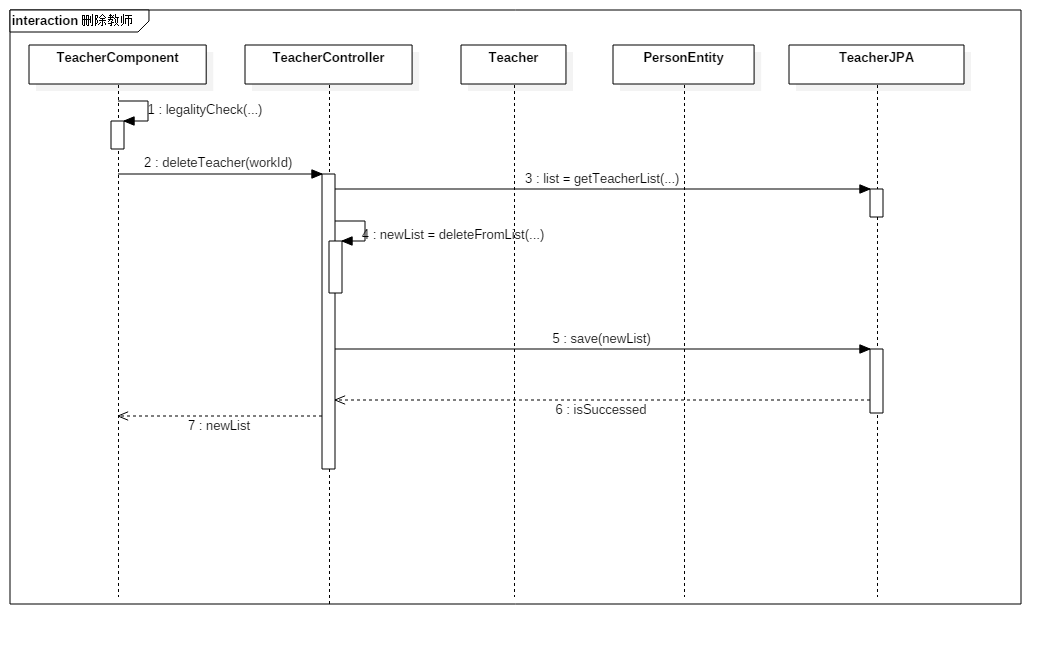 interaction 删除教师
TeacherComponent
TeacherController
Teacher
PersonEntity
TeacherJPA
1 : legalityCheck(...)
2 : deleteTeacher(workId)
3 : list = getTeacherList(...)
4 : newList = deleteFromList(...)
5 : save(newList)
6 : isSuccessed
7 : newList